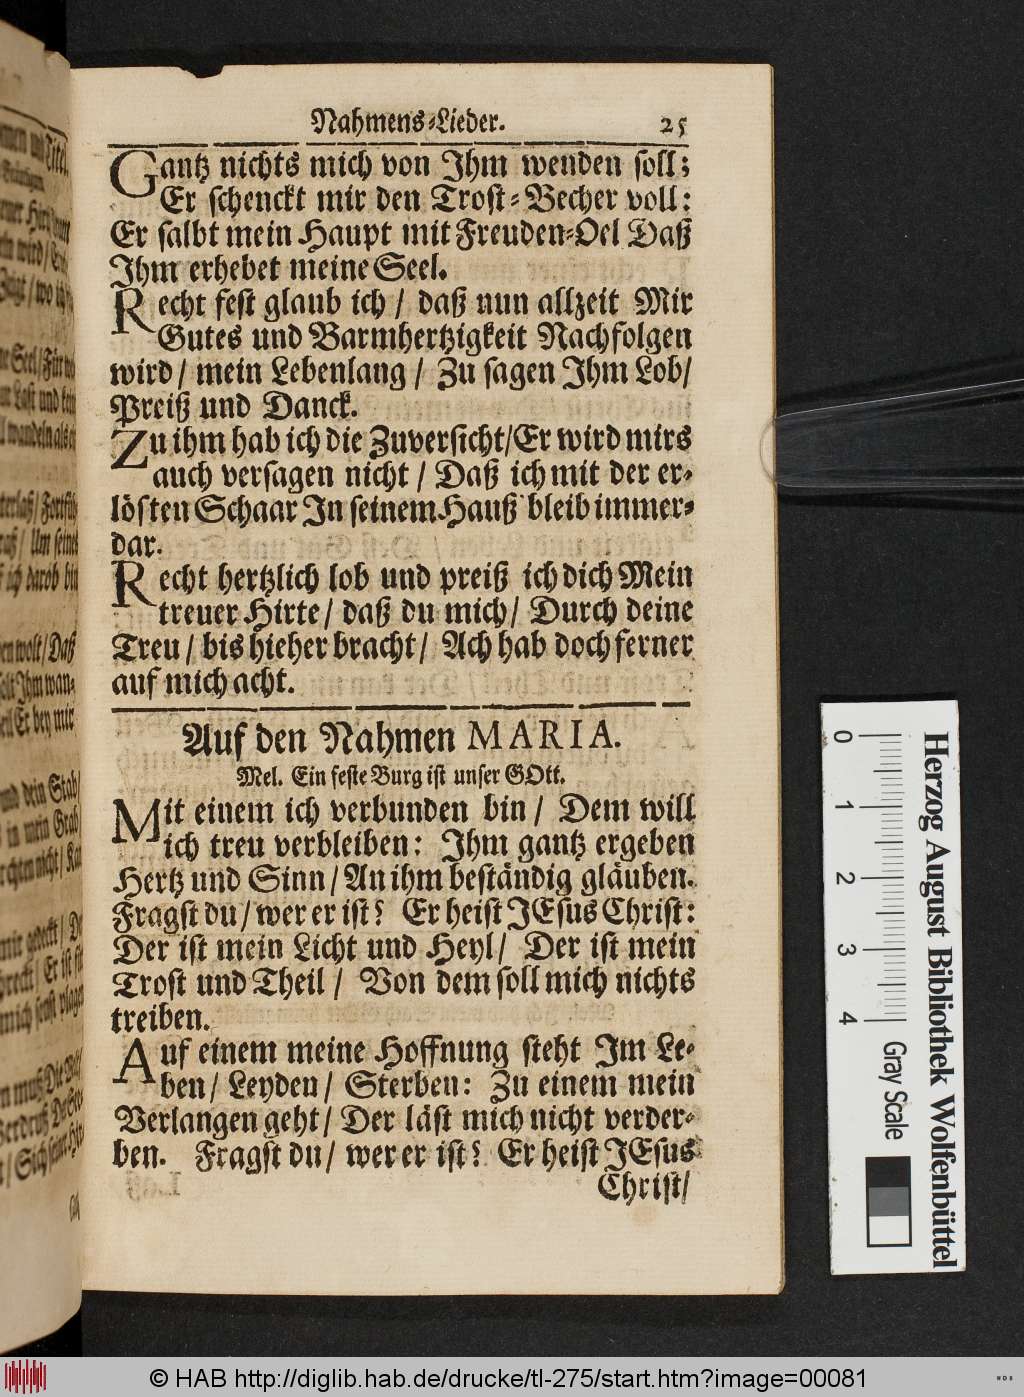 Nahmens-Lieder. 25
Gantz nichts mich von Ihm wenden soll;
Er schenckt mir den Trost-Becher voll:
Er salbt mein Haupt mit Freuden-Oel Daß
Ihm erhebet meine Seel.
Recht fest glaub ich / daß nun allzeit Mir
Gutes und Barmhertzigkeit Nachfolgen
wird / mein Lebenlang / Zu sagen Ihm Lob/
Preiß und Danck.
Zu ihm hab ich die Zuversicht/Er wird mirs
auch versagen nicht / Daß ich mit der er-
lösten Schaar In seinem Hauß bleib immer-
dar.
Recht hertzlich lob und preiß ich dich Mein
treuer Hirte/ daß du mich/ Durch deine
Treu / bis hieher bracht/ Ach hab doch ferner
auf mich acht.
Auf den Nahmen MARIA.
Mel. Ein feste Burg ist unser GOtt.
Mit einem ich verbunden bin / Dem will
ich treu verbleiben: Ihm gantz ergeben
Hertz und Sinn / An ihm beständig gläuben.
Fragst du/ wer er ist? Er heist JEsus Christ:
Der ist mein Licht und Heyl/ Der ist mein
Trost und Theil / Von dem soll mich nichts
treiben.
Auf einem meine Hoffnung steht Im Le-
ben/ Leyden/ Sterben: Zu einem mein
Verlangen geht/ Der läst mich nicht verder-
ben. Fragst du/ wer er ist? Er heist JEsus
Christ/
0 1 2 3 4
Gray Scale
Herzog August Bibliothek Wolfenbüttel
© HAB http://diglib.hab.de/drucke/tl-275/start.htm?image=00081